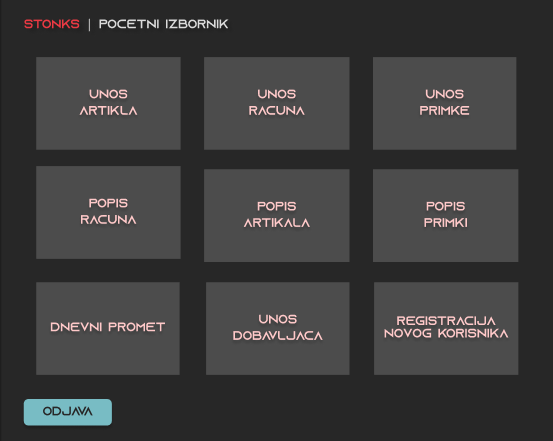 STONKS | POCETNI IZBORNIK
UNOS
ARTIKLA
UNOS
RACUNA
UNOS
PRIMKE
POPIS
RACUNA
POPIS
ARTIKALA
POPIS
PRIMKI
DNEVNI PROMET
UNOS
DOBAVLJACA
REGISTRACIJA
NOVOG KORISNIKA
ODJAVA